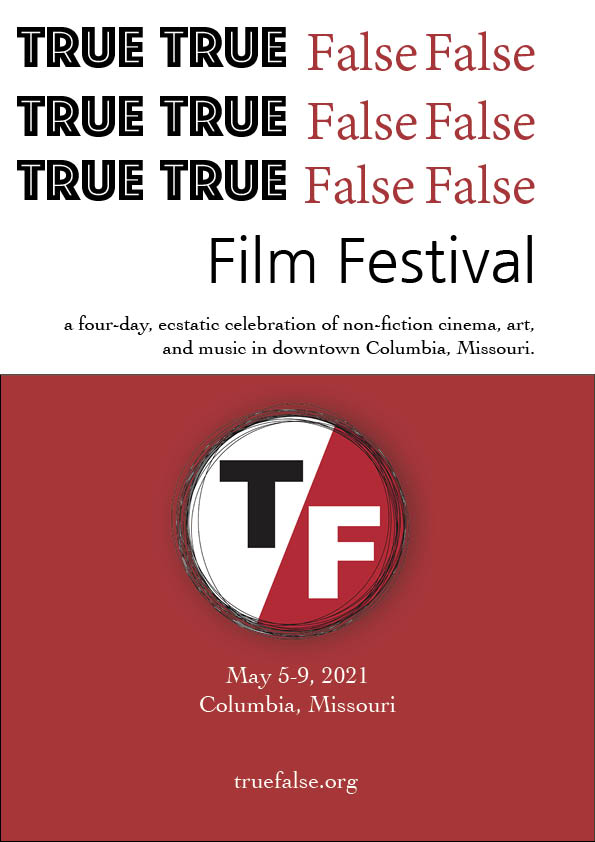 TRUE TRUE False False
TRUE TRUE False False
TRUE TRUE False False
Film Festival
a four-day, ecstatic celebration of non-fiction cinema, art,
and music in downtown Columbia, Missouri.
T F
May 5-9, 2021
Columbia, Missouri
truefalse.org